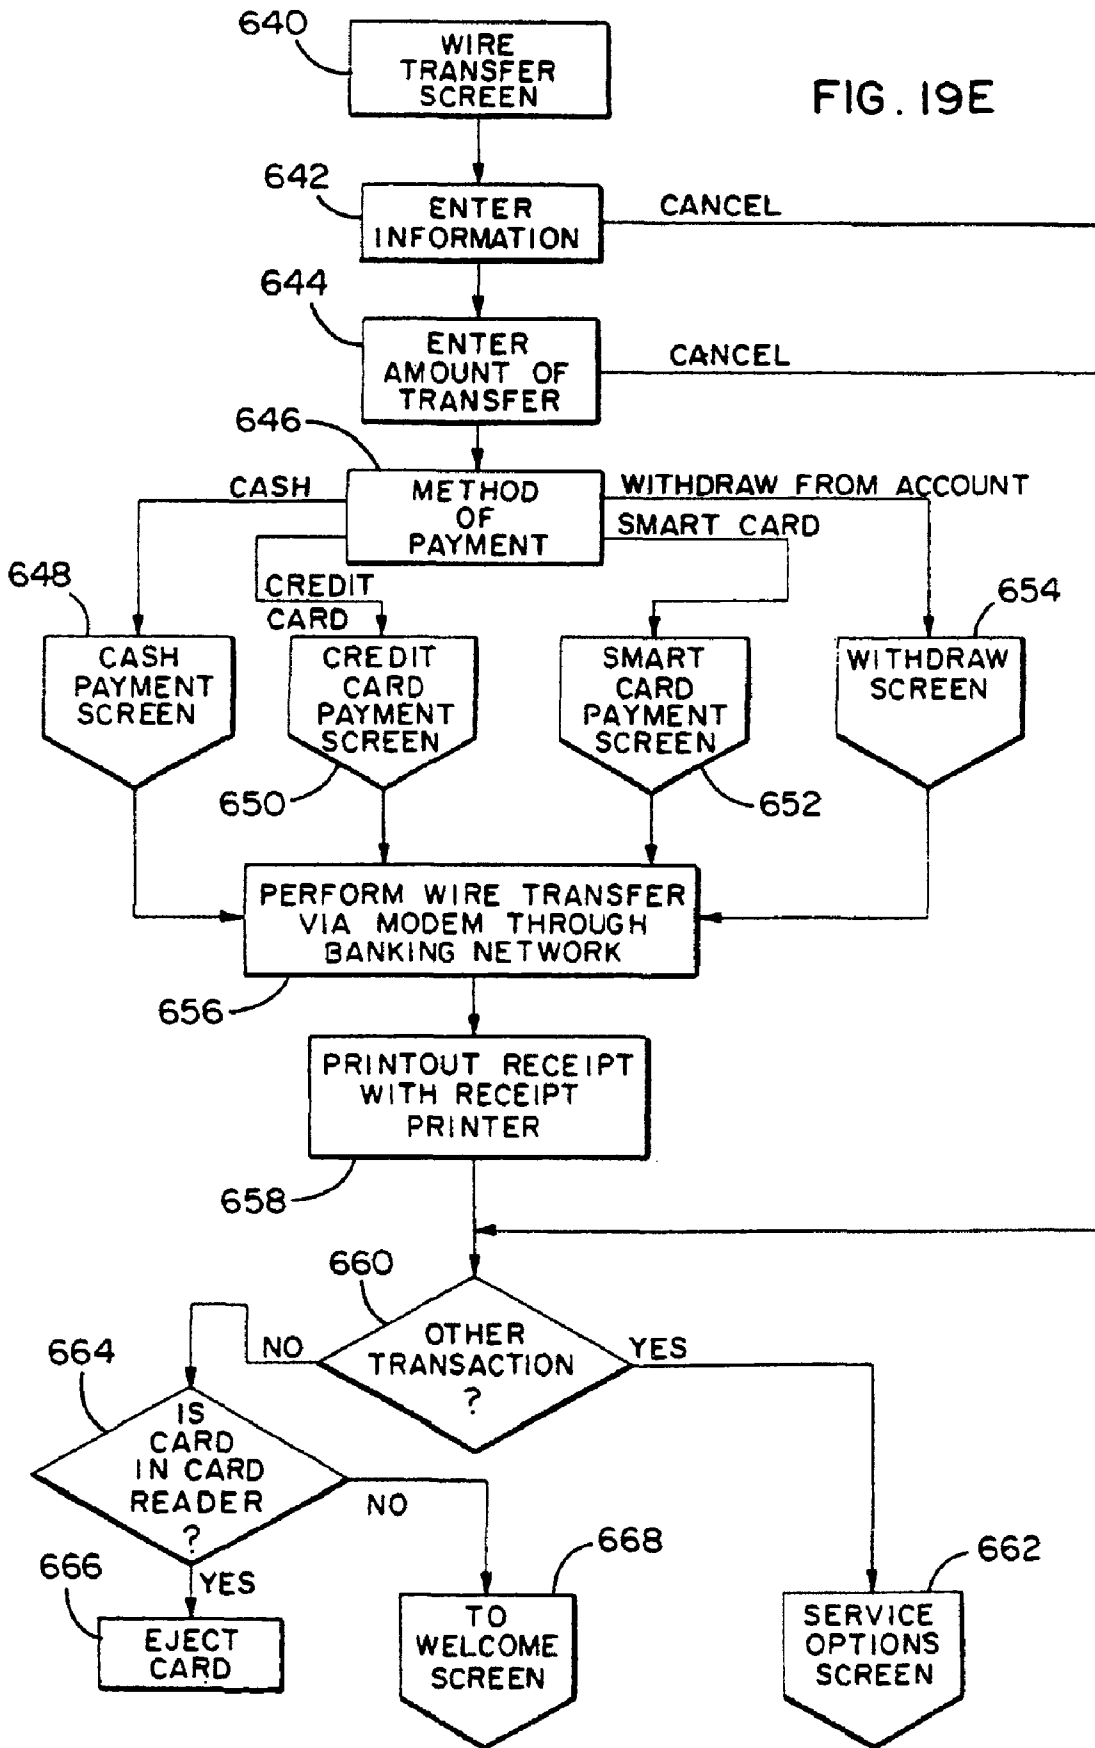 640
WIRE
TRANSFER
SCREEN
FIG. 19E
642
ENTER
INFORMATION
CANCEL
644
ENTER
AMOUNT OF
TRANSFER
CANCEL
646
CASH
METHOD
OF
PAYMENT
WITHDRAW FROM ACCOUNT
SMART CARD
CREDIT
CARD
648
CASH
PAYMENT
SCREEN
CREDIT
CARD
PAYMENT
SCREEN
650
SMART
CARD
PAYMENT
SCREEN
652
654
WITHDRAW
SCREEN
PERFORM WIRE TRANSFER
VIA MODEM THROUGH
BANKING NETWORK
656
PRINTOUT RECEIPT
WITH RECEIPT
PRINTER
658
660
OTHER
TRANSACTION
?
NO
YES
664
IS
CARD
IN CARD
READER
?
NO
YES
666
EJECT
CARD
668
TO
WELCOME
SCREEN
662
SERVICE
OPTIONS
SCREEN